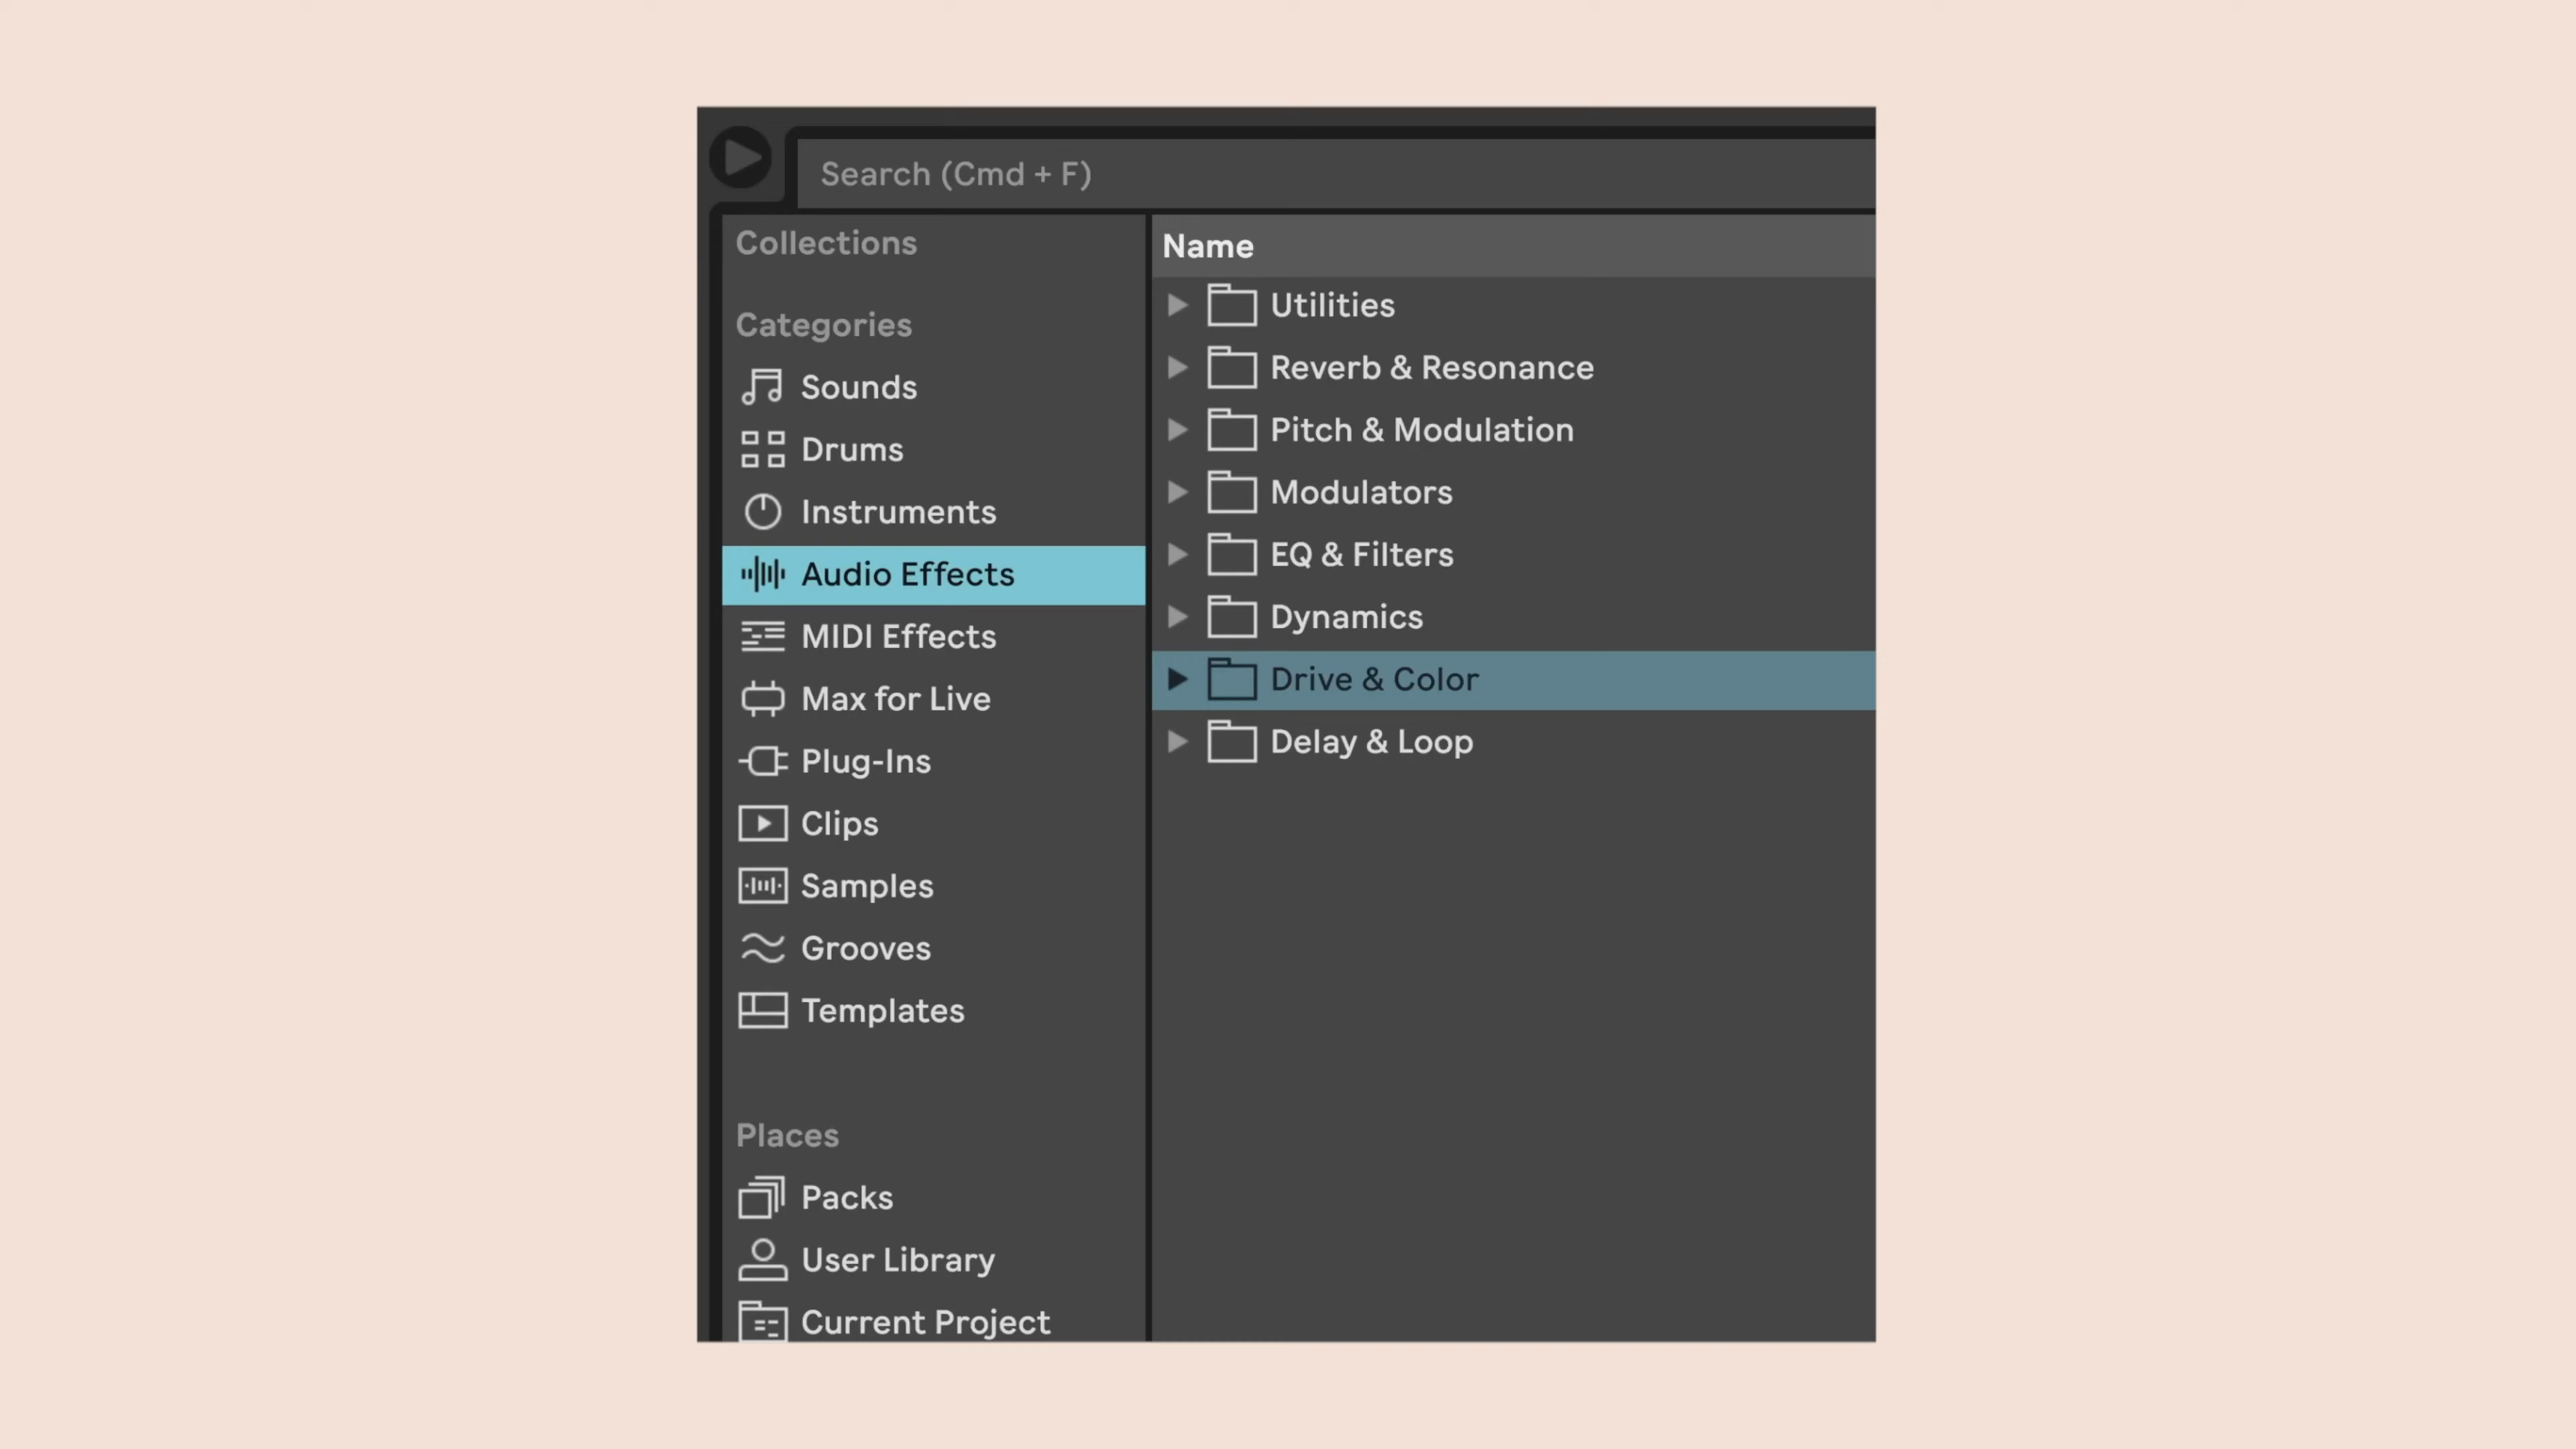 Search (Cmd + F)
Collections
Categories
Sounds
Drums
Instruments
Audio Effects
MIDI Effects
Max for Live
Plug-Ins
Clips
Samples
Grooves
Templates
Places
Packs
User Library
Current Project
Name
Utilities
Reverb & Resonance
Pitch & Modulation
Modulators
EQ & Filters
Dynamics
Drive & Color
Delay & Loop